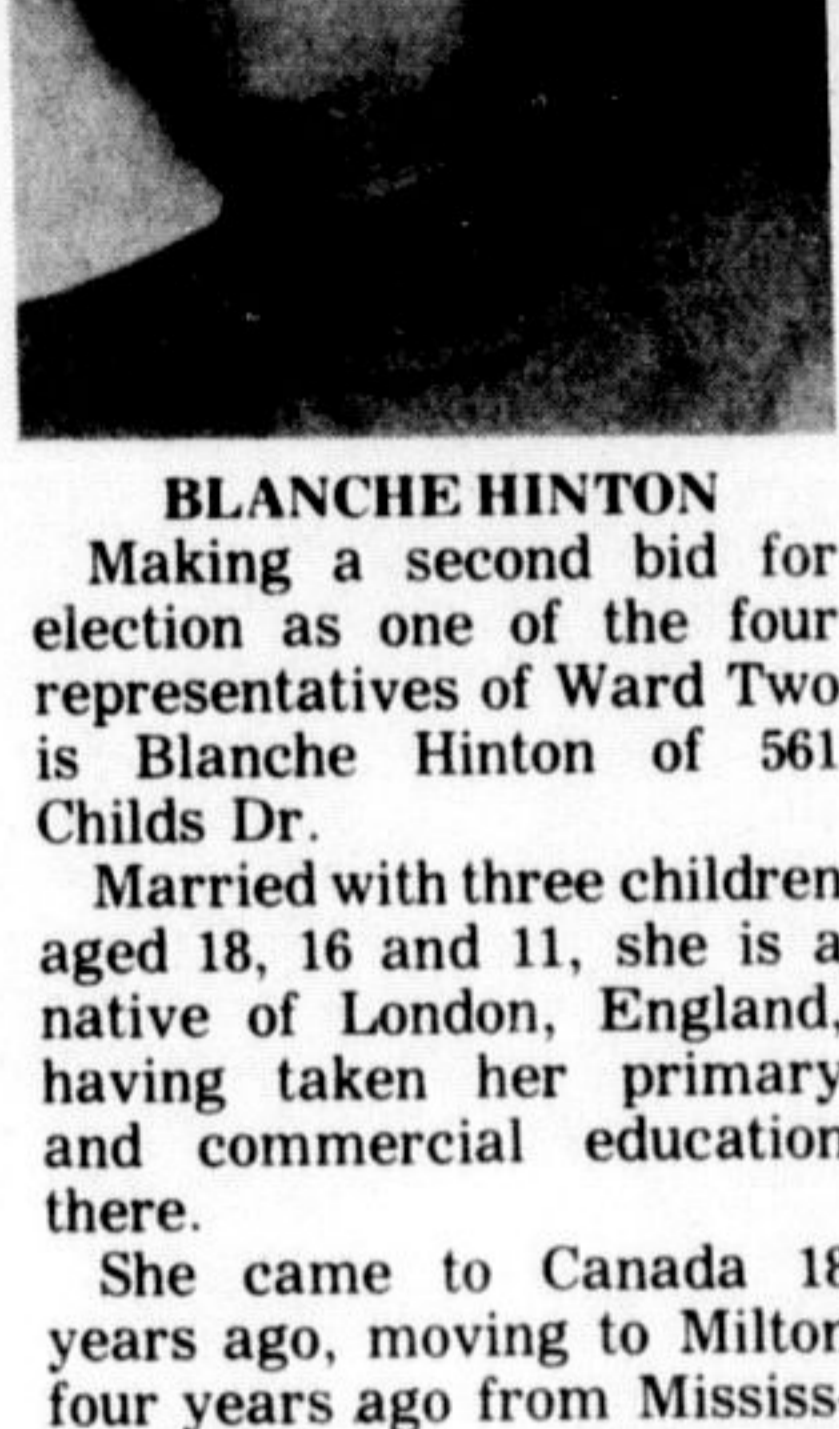 BLANCHE HINTON
Making a second bid for
election as one of the four
representatives of Ward Two
is Blanche Hinton of 561
Childs Dr.
Married with three children
aged 18, 16 and 11, she is a
native of London, England,
having taken her primary
and commercial education
there.
She came to Canada 18
years ago, moving to Milton
four years ago from Mississ-